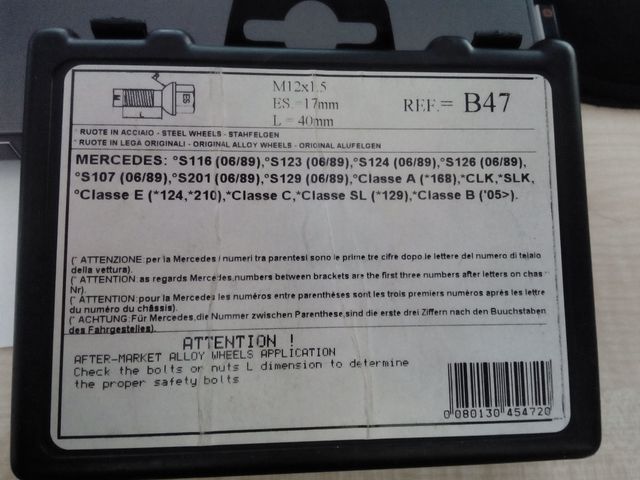 M12x1.5
ES.=17mm
L = 40mm
REF.= B47
ES
L
° RUOTE IN ACCIAIO - STEEL WHEELS - STAHFELGEN
* RUOTE IN LEGA ORIGINALI - ORIGINAL ALLOY WHEELS - ORIGINAL ALUFELGEN
MERCEDES: °S116 (06/89),°S123 (06/89),°S124 (06/89),°S126 (06/89),
°S107 (06/89),°S201 (06/89),°S129 (06/89),°Classe A (*168),*CLK,*SLK,
°Classe E (*124,*210),*Classe C,*Classe SL (*129),*Classe B ('05>).
(* ATTENZIONE:per la Mercedes i numeri tra parentesi sono le prime tre cifre dopo le lettere del numero di telaio
della vettura).
(* ATTENTION:as regards Mercedes,numbers between brackets are the first three numbers after letters on chas
Nr).
(* ATTENTION:pour la Mercedes les numéros entre parenthèses sont les trois premiers numéros après les lettre
du numéro du châssis).
(* ACHTUNG:Für Mercedes,die Nummer zwischen Parenthese,sind die erste drei Ziffern nach den Buuchstaben
des Fahrgestelles).
ATTENTION !
AFTER-MARKET ALLOY WHEELS APPLICATION
Check the bolts or nuts L dimension to determine
the proper safety bolts
0 080130 454720